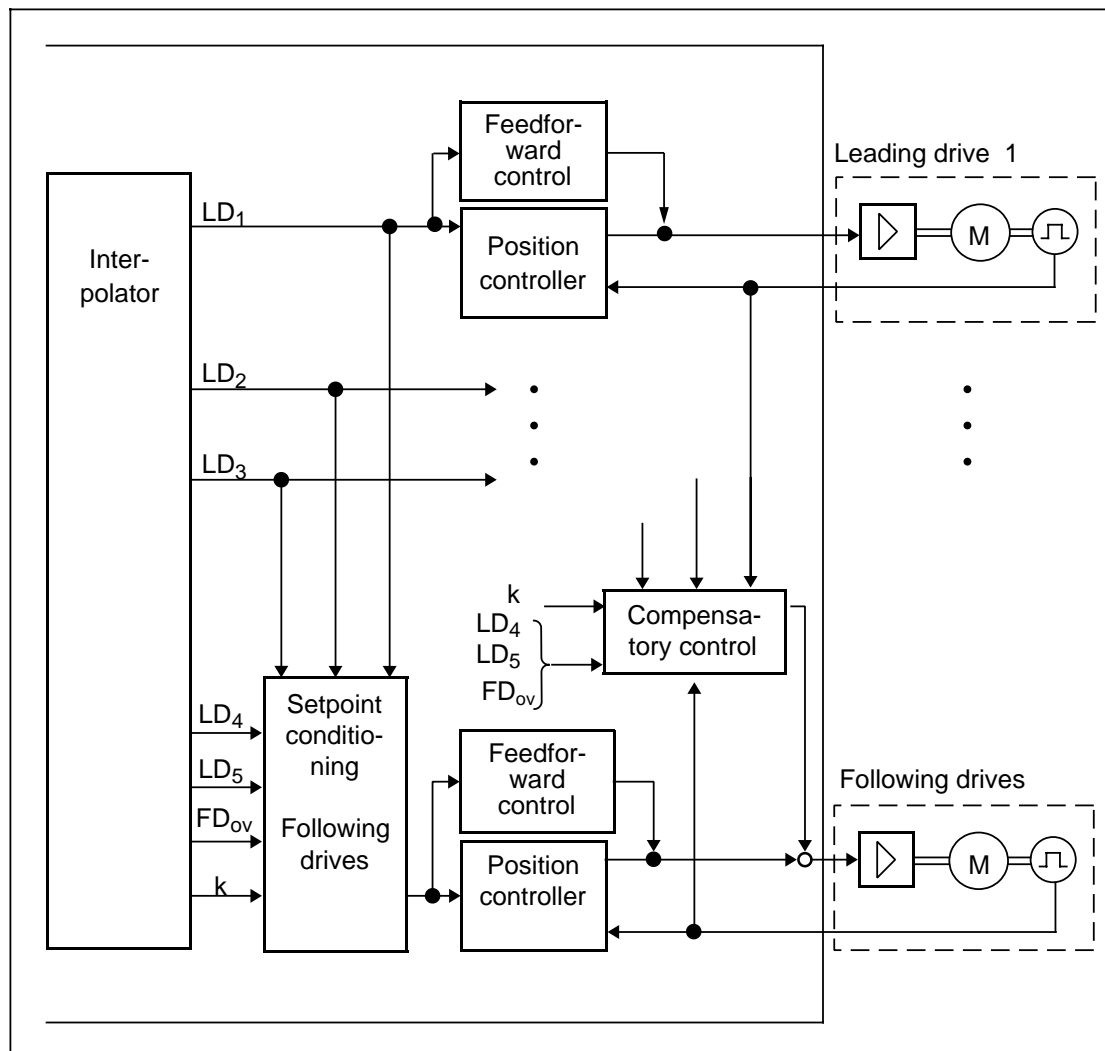 Feedfor-
ward
control
Leading drive 1
LD1
Inter-
polator
Position
controller
M
LD2
LD3
k
LD4
LD5
FDov
Compensa-
tory control
Setpoint
conditio-
ning
Following
drives
LD4
LD5
FDov
k
Feedfor-
ward
control
Position
controller
Following drives
M